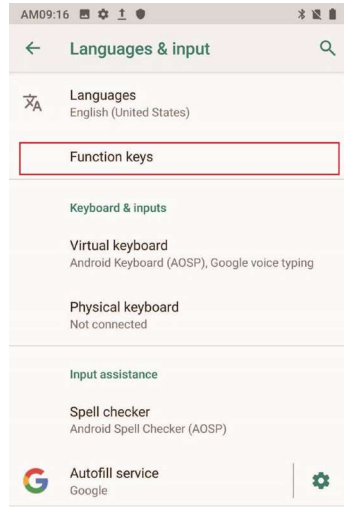 AM09:16
Languages & input
Languages
English (United States)
Function keys
Keyboard & inputs
Virtual keyboard
Android Keyboard (AOSP), Google voice typing
Physical keyboard
Not connected
Input assistance
Spell checker
Android Spell Checker (AOSP)
Autofill service
Google